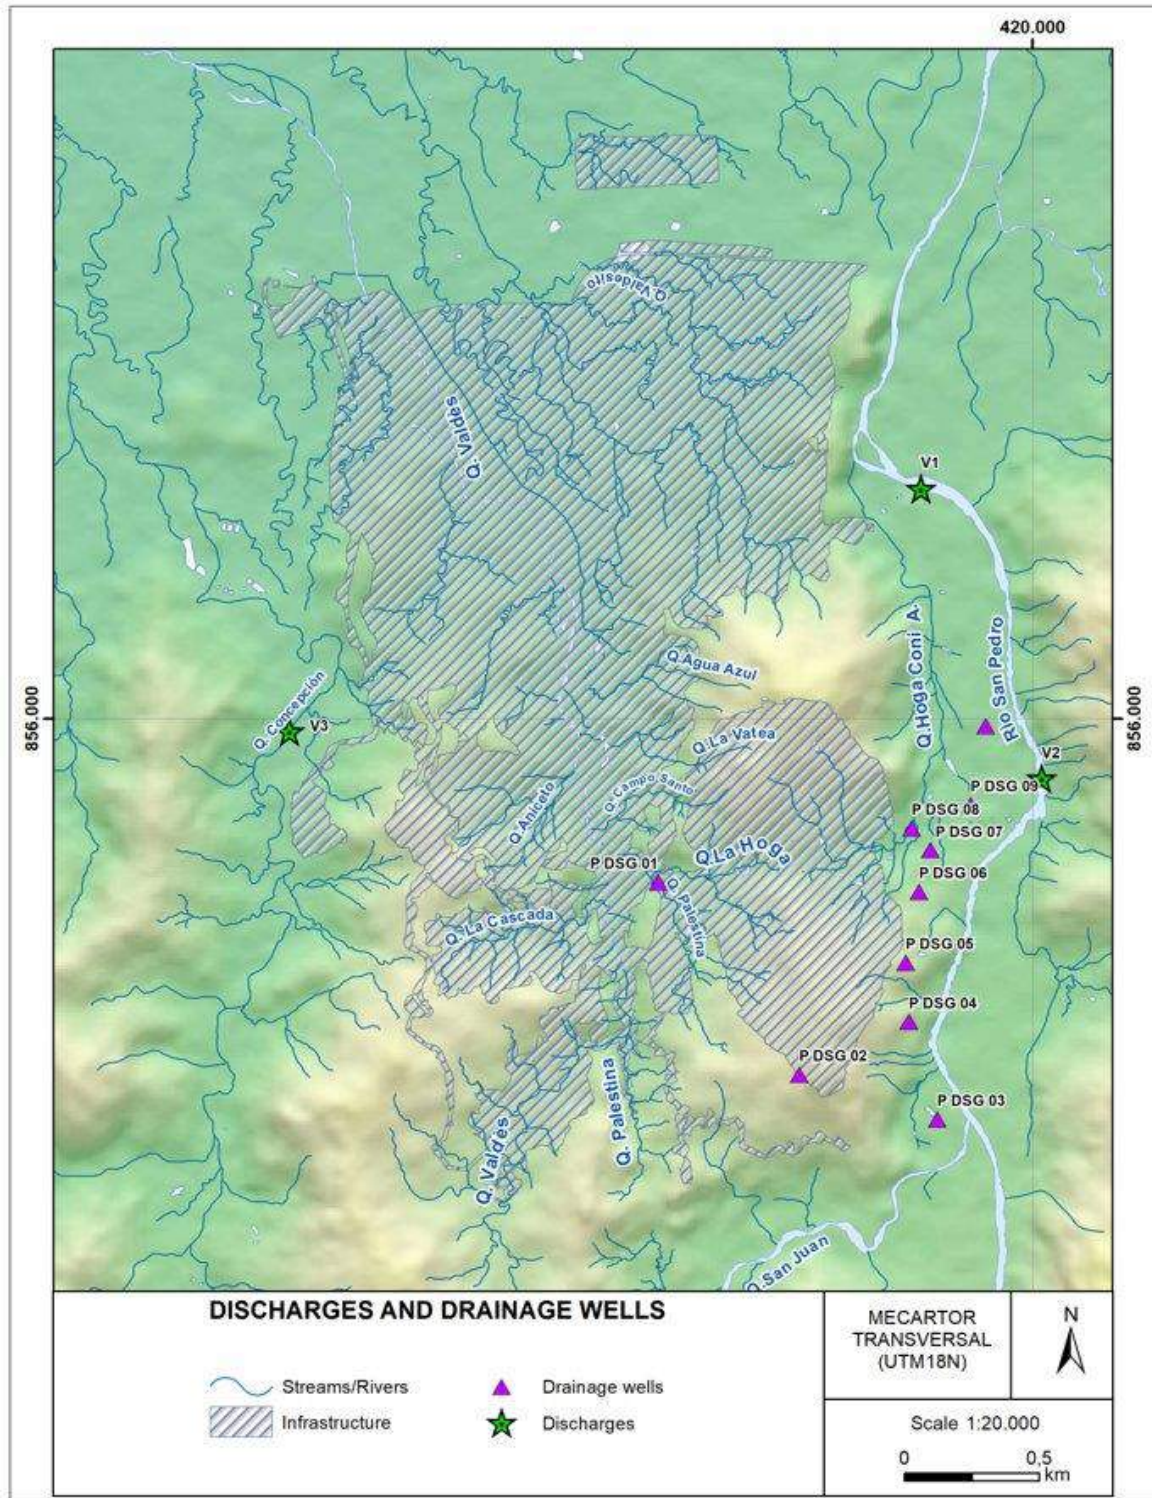 420.000
Q. Valdesito
Q. Valdès
V1
Q.Hoga Coni A.
Rio San Pedro
Q.Agua Azul
856.000
Q. Concepción
V3
856.000
Q. La Vatea
V2
Q. Campo Santo
P DSG 09
Q.Aniceto
P DSG 08
P DSG 07
P DSG 01
Q.La Hoga
P DSG 06
Q. Palestina
Q. La Cascada
P DSG 05
P DSG 04
P DSG 02
Q. Palestina
P DSG 03
Q. Valdés
Q.San Juan
DISCHARGES AND DRAINAGE WELLS
Streams/Rivers
Drainage wells
Infrastructure
Discharges
MECARTOR
TRANSVERSAL
(UTM18N)
N
Scale 1:20.000
0 0,5
km